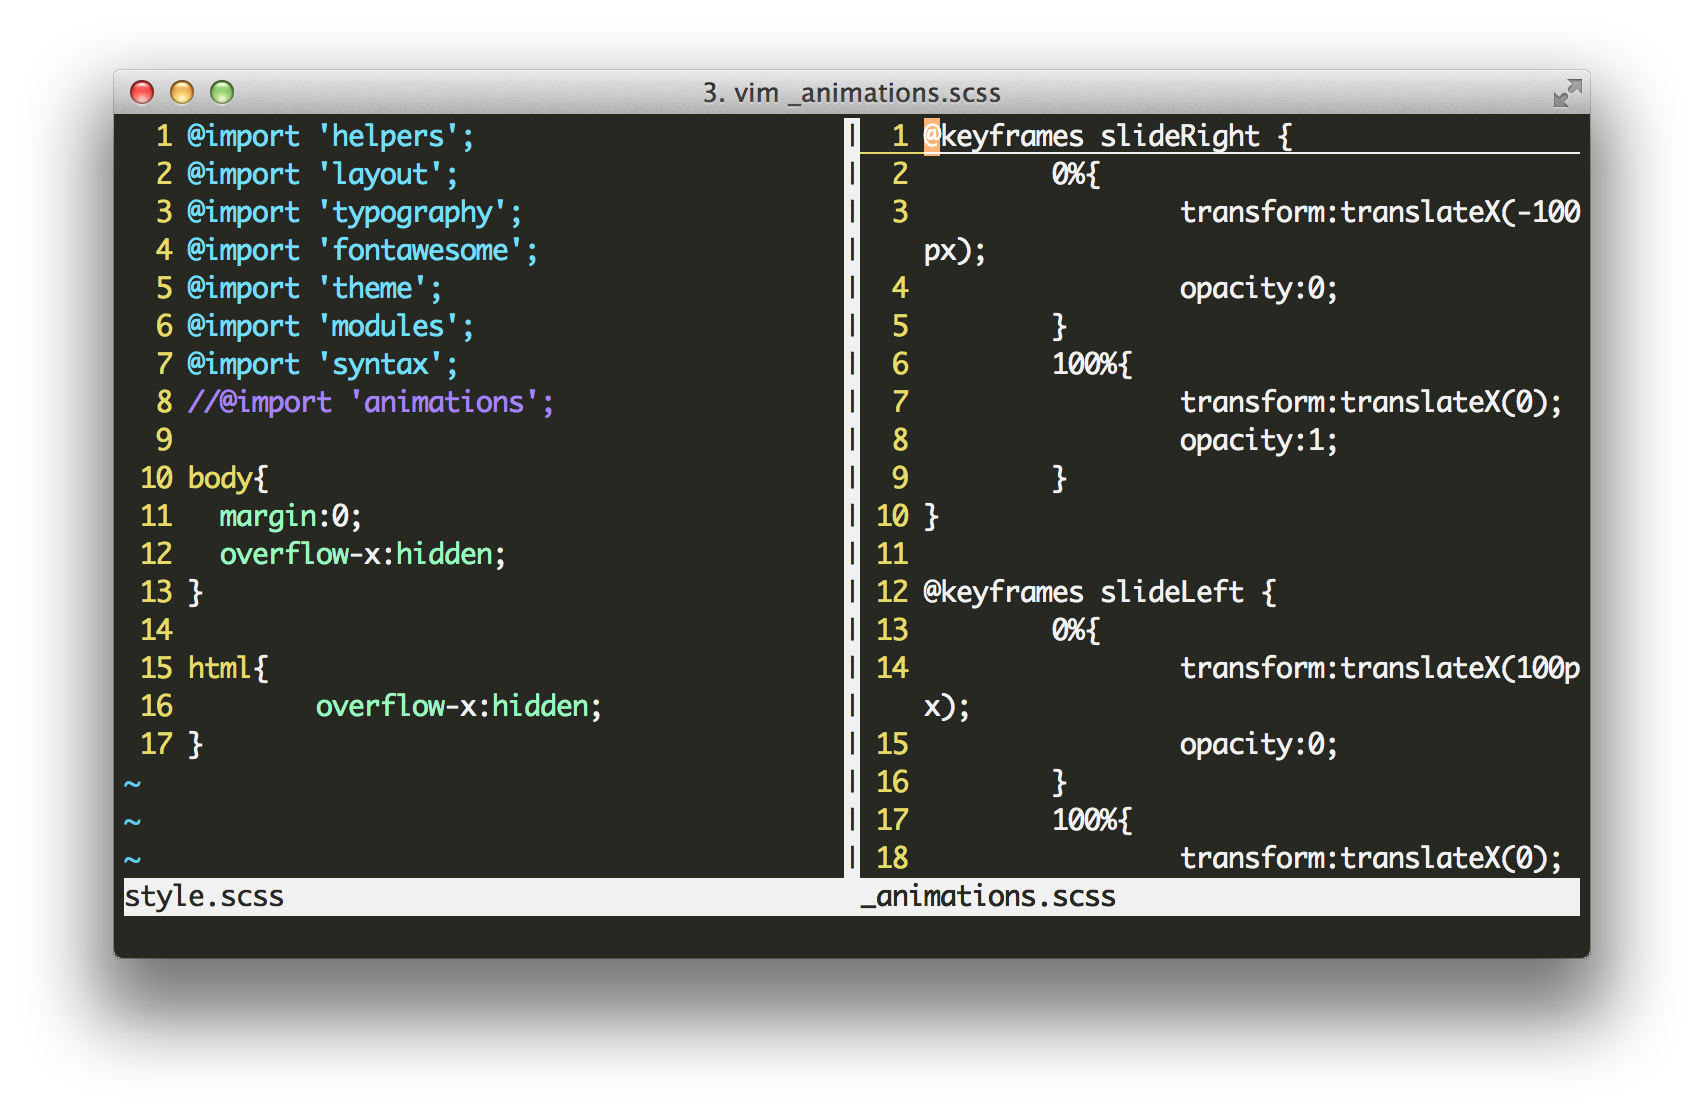 3. vim _animations.scss
1 @import 'helpers';
2 @import 'layout';
3 @import 'typography';
4 @import 'fontawesome';
5 @import 'theme';
6 @import 'modules';
7 @import 'syntax';
8 //@import 'animations';
9
10 body{
11   margin:0;
12   overflow-x:hidden;
13 }
14
15 html{
16         overflow-x:hidden;
17 }
~
~
~
style.scss
1 @keyframes slideRight {
2         0%{
3                 transform:translateX(-100
px);
4                 opacity:0;
5         }
6         100%{
7                 transform:translateX(0);
8                 opacity:1;
9         }
10 }
11
12 @keyframes slideLeft {
13         0%{
14                 transform:translateX(100p
x);
15                 opacity:0;
16         }
17         100%{
18                 transform:translateX(0);
_animations.scss